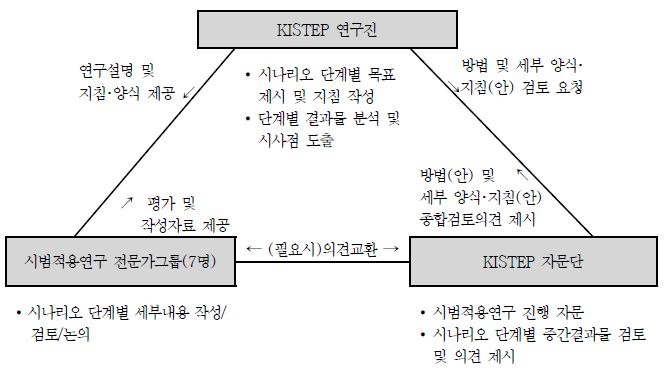 KISTEP 연구진
연구설명 및
지침·양식 제공 ↙
• 시나리오 단계별 목표
제시 및 지침 작성
• 단계별 결과물 분석 및
시사점 도출
방법 및 세부 양식·
↘ 지침(안) 검토 요청
↗ 평가 및
작성자료 제공
방법(안) 및 ↖
세부 양식·지침(안)
종합검토의견 제시
시범적용연구 전문가그룹(7명)
← (필요시)의견교환 →
KISTEP 자문단
• 시나리오 단계별 세부내용 작성/
검토/논의
• 시범적용연구 진행 자문
• 시나리오 단계별 중간결과물 검토
및 의견 제시